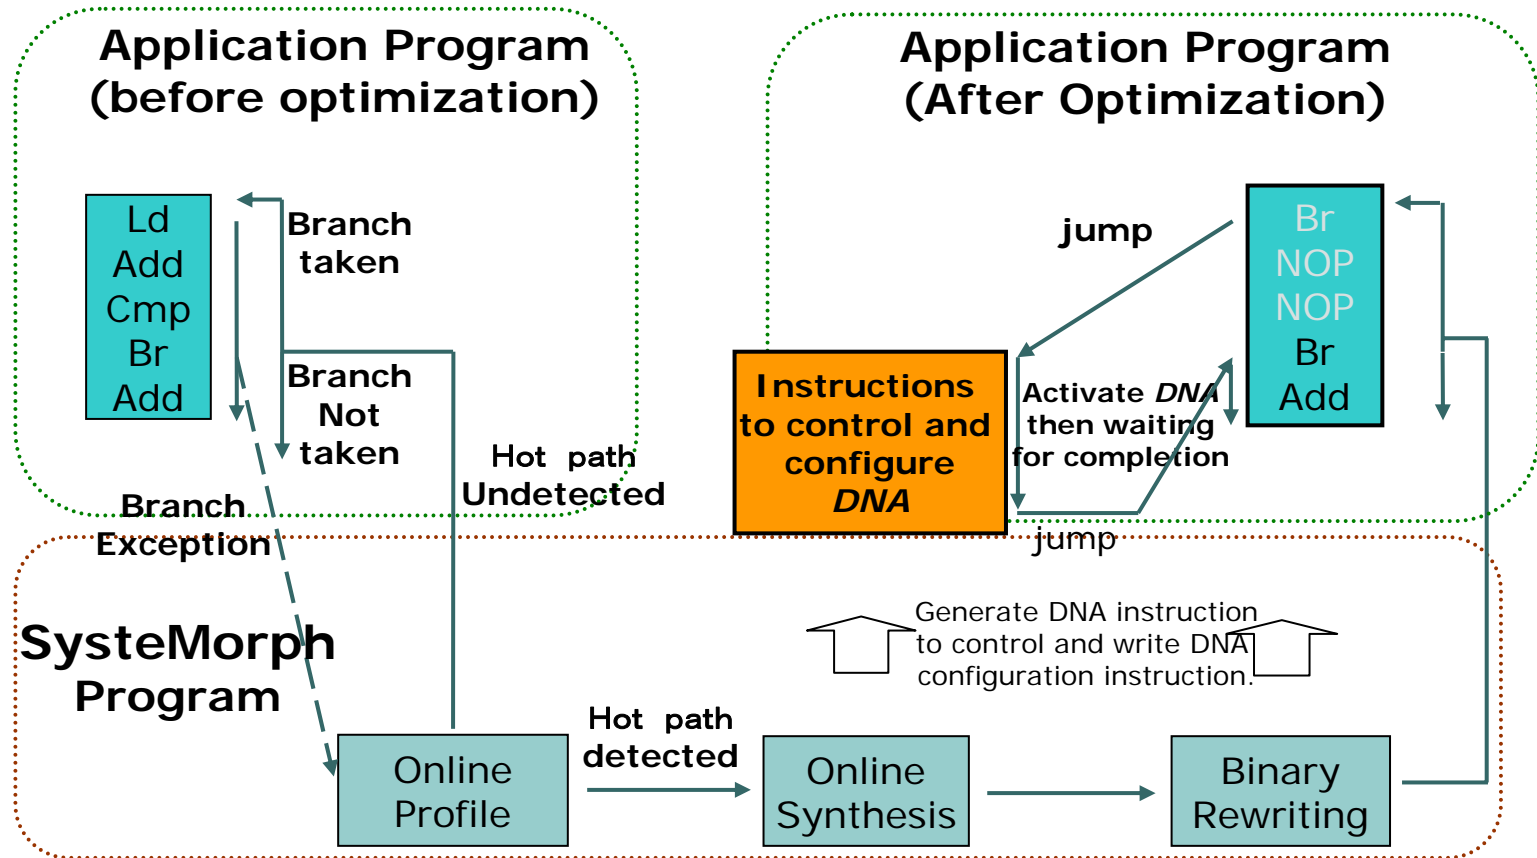 Application Program
(before optimization)
Ld
Add
Cmp
Br
Add
Branch
taken
Branch
Not
taken
Hot path
Undetected
Branch
Exception
Application Program
(After Optimization)
jump
Br
NOP
NOP
Br
Add
Instructions
to control and
configure
DNA
Activate DNA
then waiting
for completion
jump
SysteMorph
Program
Generate DNA instruction
to control and write DNA
configuration instruction.
Online
Profile
Hot path
detected
Online
Synthesis
Binary
Rewriting